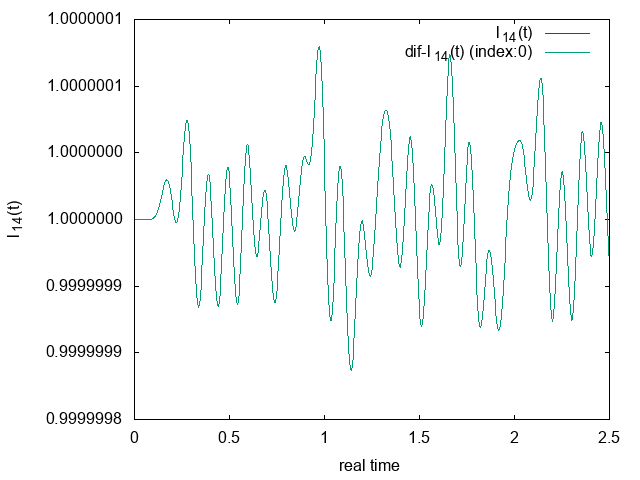 1.0000001
1.0000001
1.0000000
1.0000000
0.9999999
0.9999999
0.9999998
I14(t)
I14(t)
dif-I14(t) (index:0)
0 0.5 1 1.5 2 2.5
real time